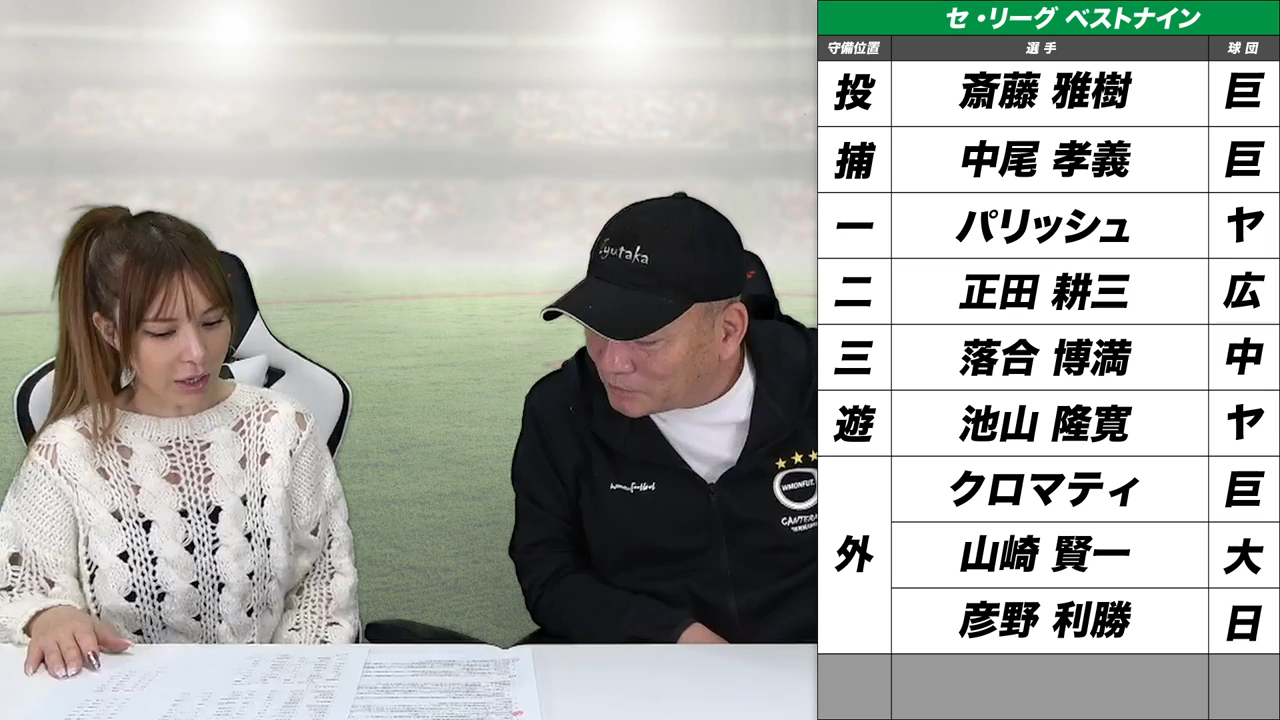 セ・リーグ ベストナイン
守備位置 選手 球団
投 斎藤 雅樹 巨
捕 中尾 孝義 巨
一 パリッシュ ヤ
二 正田 耕三 広
三 落合 博満 中
遊 池山 隆寛 ヤ
外 クロマティ 巨
山崎 賢一 大
彦野 利勝 日
Eyutaka
WMONFUT.
CANTERA